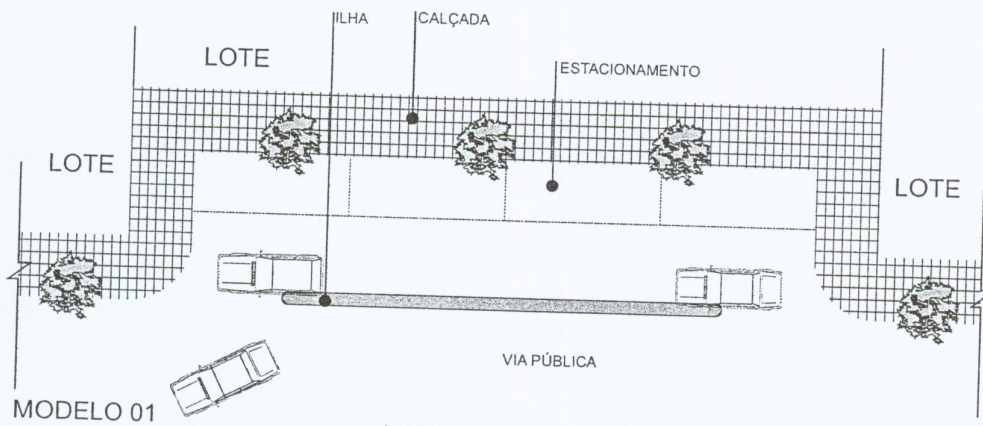 ILHA
CALÇADA
LOTE
ESTACIONAMENTO
LOTE
LOTE
VIA PÚBLICA
MODELO 01